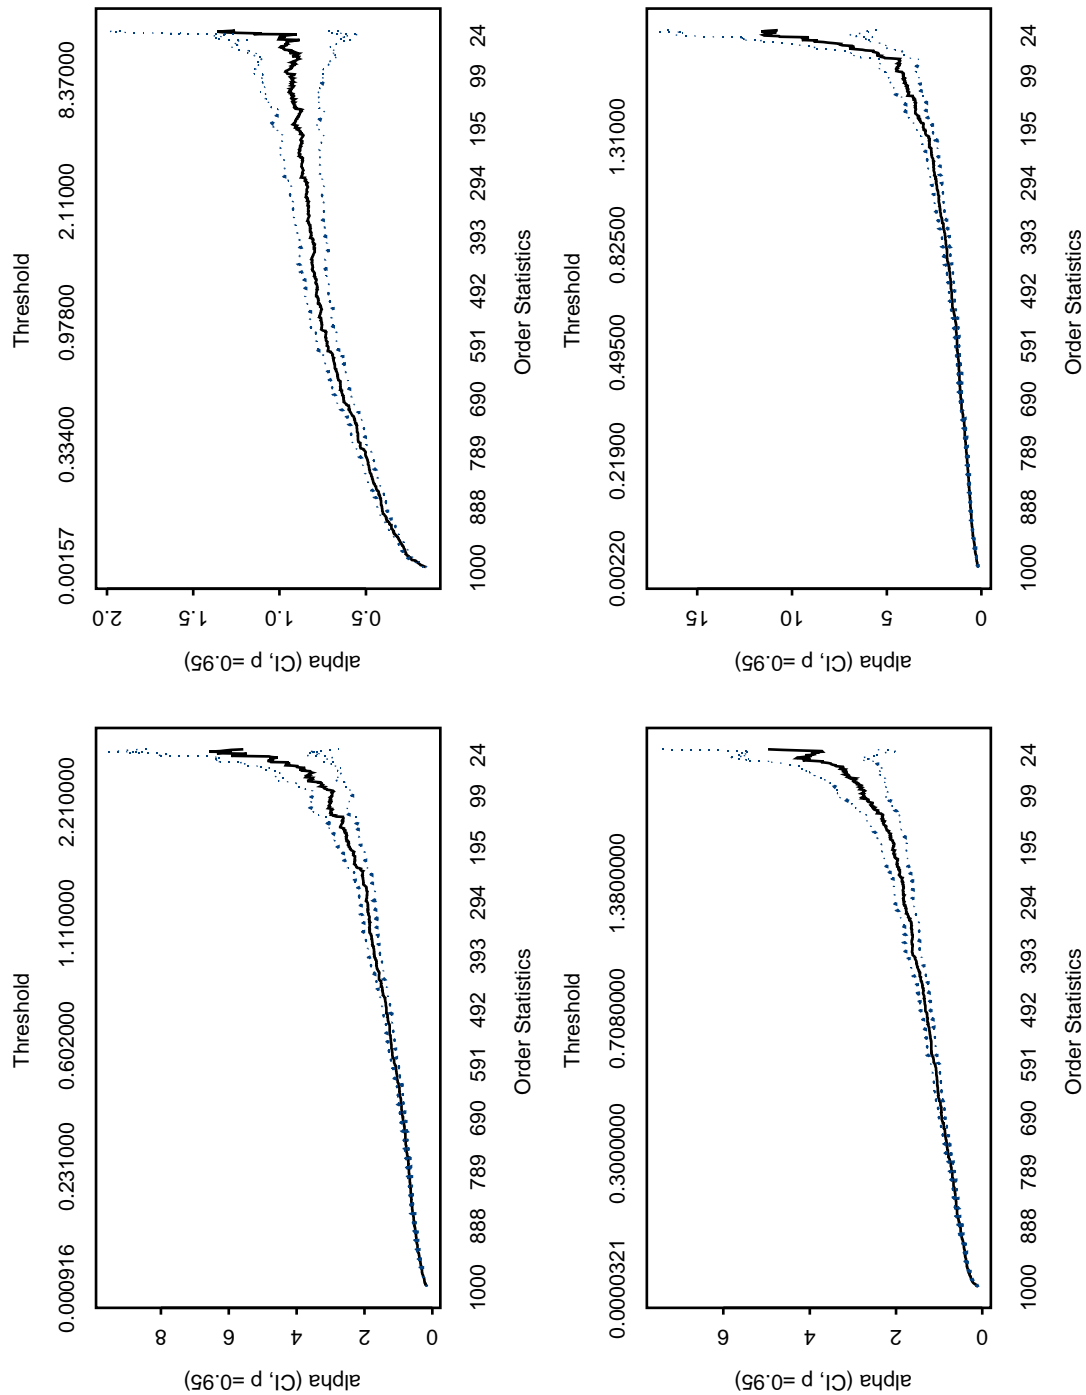 Threshold
0.000916 0.231000 0.602000 1.110000 2.210000
8
6
4
2
0
alpha (CI, p =0.95)
1000 888 789 690 591 492 393 294 195 99 24
Order Statistics
Threshold
0.00157 0.33400 0.97800 2.11000 8.37000
2.0
1.5
1.0
0.5
alpha (CI, p =0.95)
1000 888 789 690 591 492 393 294 195 99 24
Order Statistics
Threshold
0.0000321 0.3000000 0.7080000 1.3800000
6
4
2
0
alpha (CI, p =0.95)
1000 888 789 690 591 492 393 294 195 99 24
Order Statistics
Threshold
0.00220 0.21900 0.49500 0.82500 1.31000
15
10
5
0
alpha (CI, p =0.95)
1000 888 789 690 591 492 393 294 195 99 24
Order Statistics